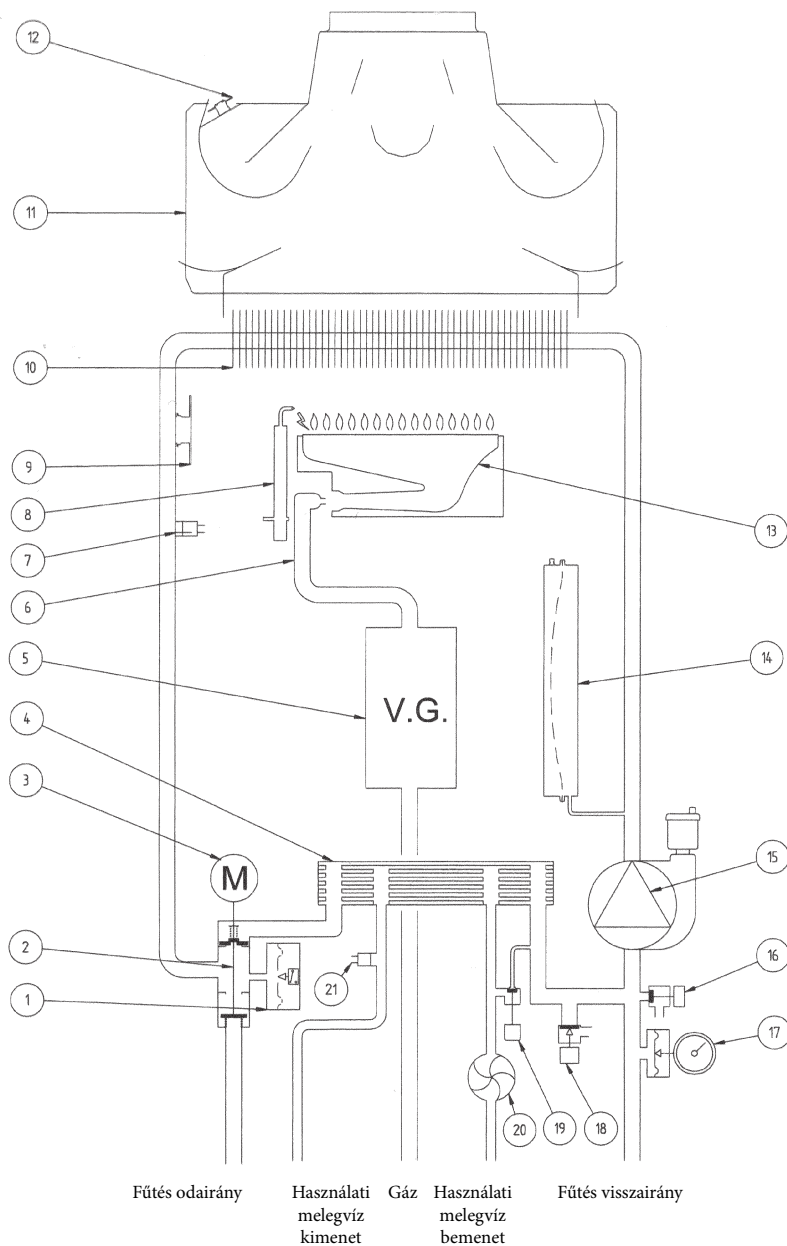 12
11
10
9
8
7
6
5
4
3
2
1
13
14
15
16
17
18
19
20
21
V.G.
M
Fűtés odairány
Használati
melegvíz
kimenet
Gáz
Használati
melegvíz
bemenet
Fűtés visszairány